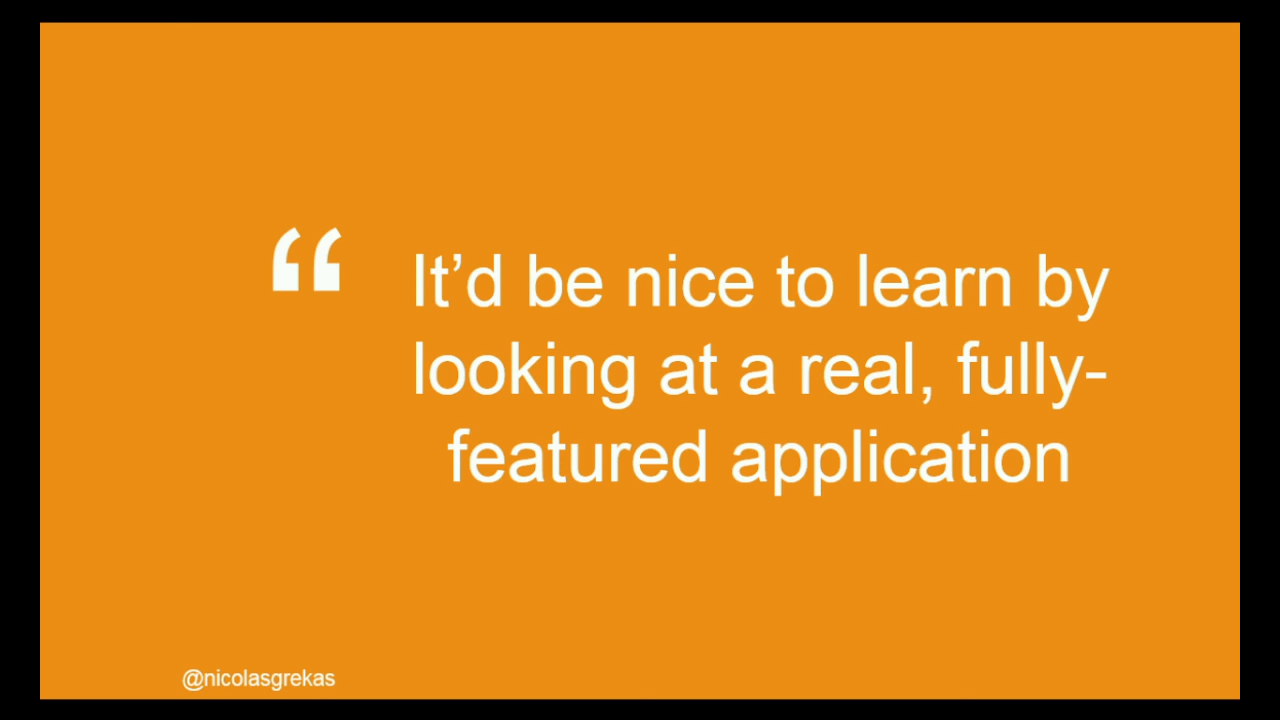 “ It’d be nice to learn by
looking at a real, fully-
featured application
@nicolasgrekas